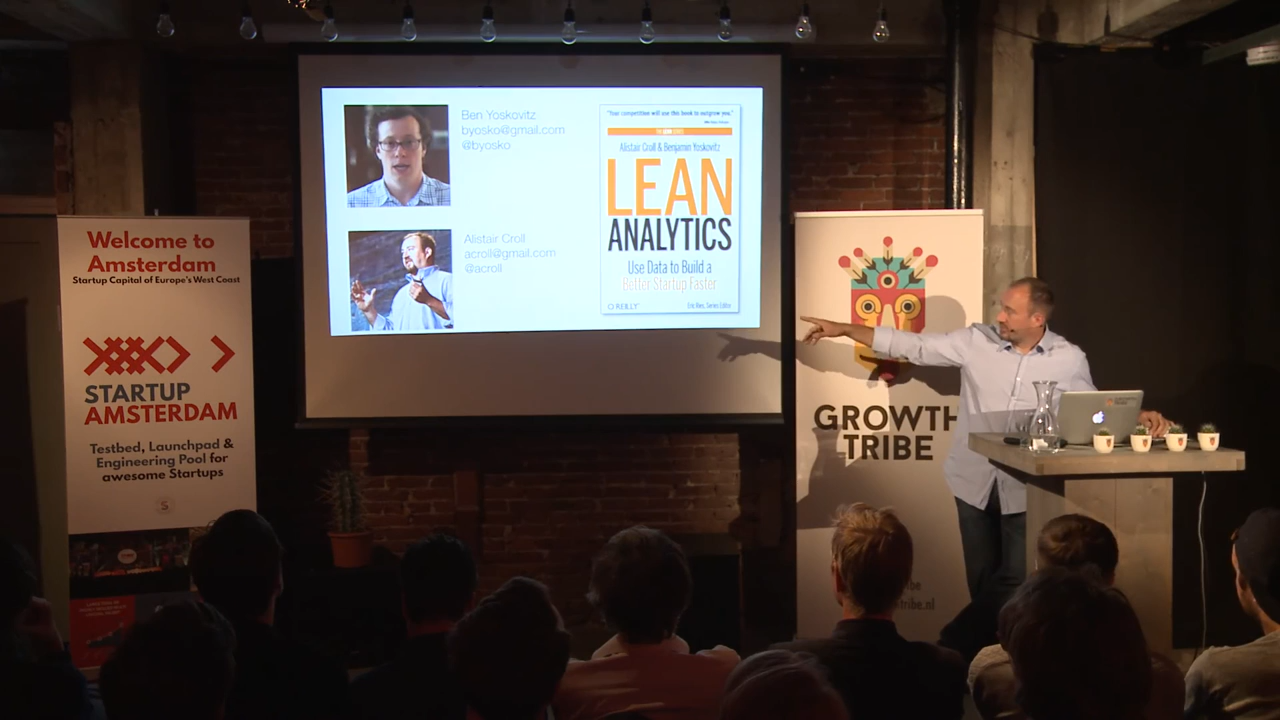 Welcome to
Amsterdam
Startup Capital of Europe's West Coast
STARTUP
AMSTERDAM
Testbed, Launchpad &
Engineering Pool for
awesome Startups
Ben Yoskovitz
byosko@gmail.com
@byosko
Alistair Croll
acroll@gmail.com
@acroll
"Your competition will use this book to outgrow you."
Alistair Croll & Benjamin Yoskovitz
LEAN
ANALYTICS
Use Data to Build a
Better Startup Faster
O'REILLY
Eric Ries, Series Editor
GROWTH
TRIBE